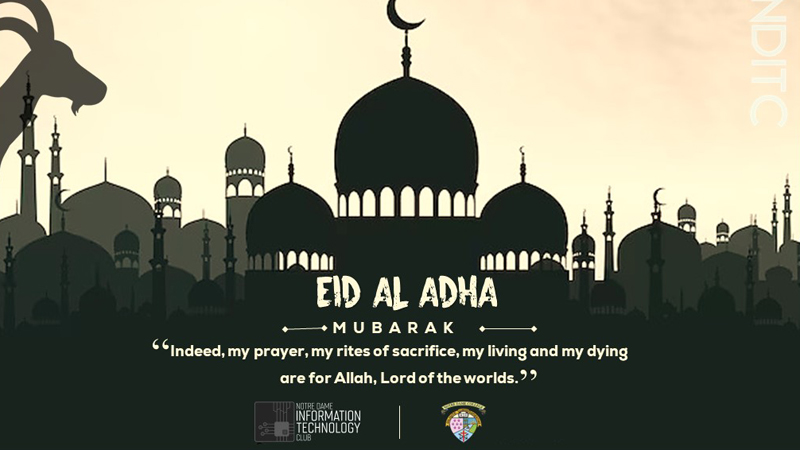 NDITC
EID AL ADHA
MUBARAK
“Indeed, my prayer, my rites of sacrifice, my living and my dying
are for Allah, Lord of the worlds.”
NOTRE DAME
INFORMATION
TECHNOLOGY
CLUB